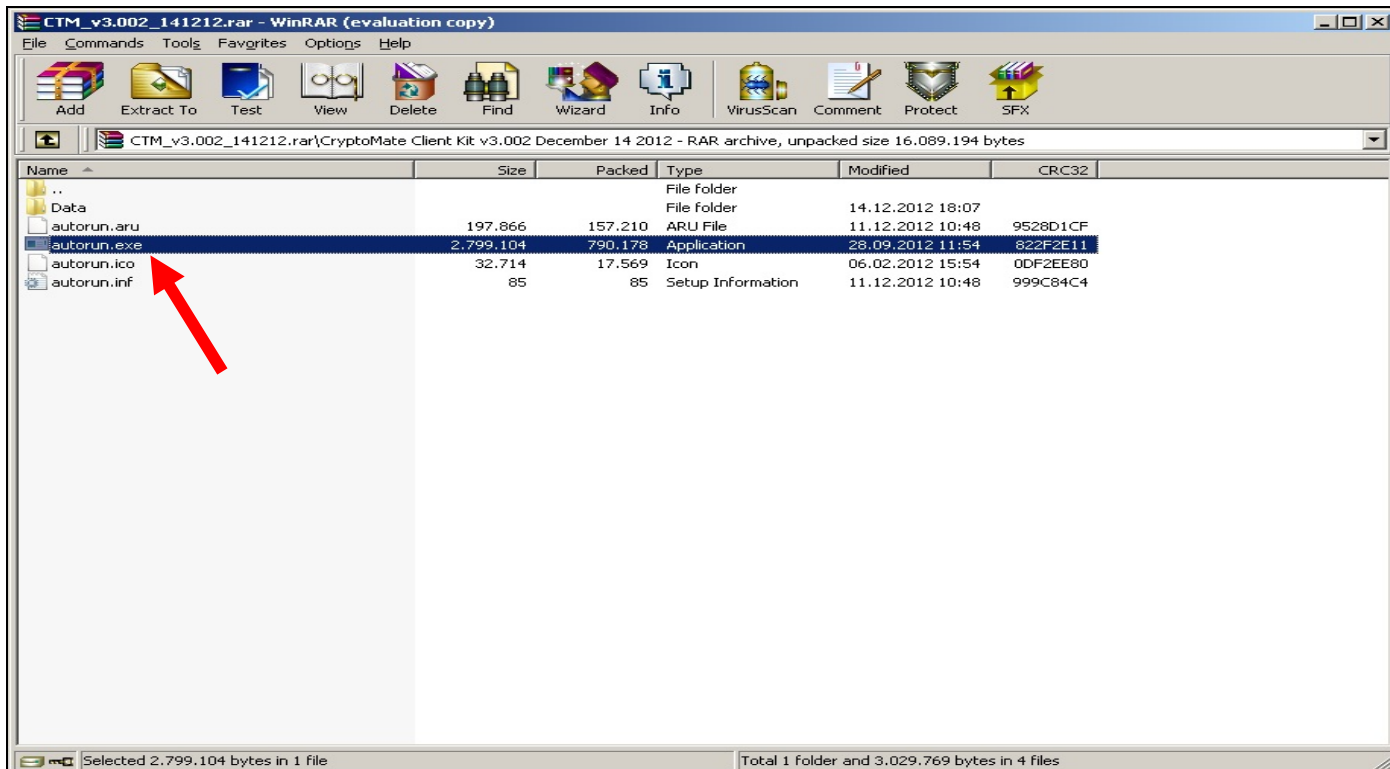 CTM_v3.002_141212.rar - WinRAR (evaluation copy)
File Commands Tools Favorites Options Help
Add Extract To Test View Delete Find Wizard Info VirusScan Comment Protect SFX
CTM_v3.002_141212.rar\CryptoMate Client Kit v3.002 December 14 2012 - RAR archive, unpacked size 16.089.194 bytes
Name Size Packed Type Modified CRC32
.. File folder
Data File folder 14.12.2012 18:07
autorun.aru 197.866 157.210 ARU File 11.12.2012 10:48 9528D1CF
autorun.exe 2.799.104 790.178 Application 28.09.2012 11:54 822F2E11
autorun.ico 32.714 17.569 Icon 06.02.2012 15:54 0DF2EE80
autorun.inf 85 85 Setup Information 11.12.2012 10:48 999C84C4
Selected 2.799.104 bytes in 1 file Total 1 folder and 3.029.769 bytes in 4 files